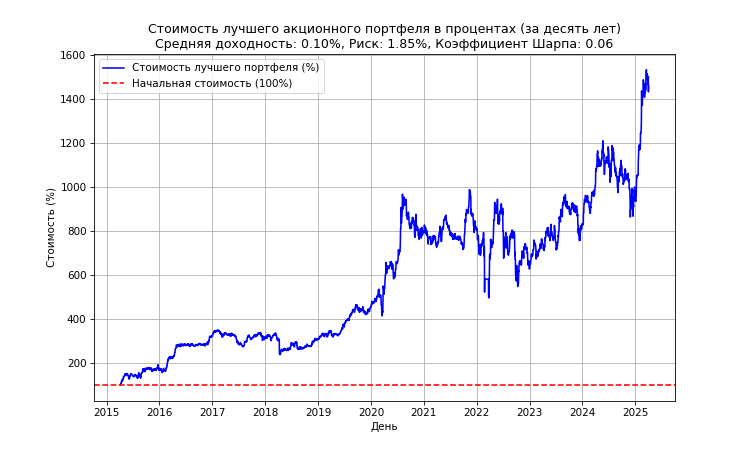 Стоимость лучшего акционного портфеля в процентах (за десять лет)
Средняя доходность: 0.10%, Риск: 1.85%, Коэффициент Шарпа: 0.06
Стоимость лучшего портфеля (%)
Начальная стоимость (100%)
Стоимость (%)
1600
1400
1200
1000
800
600
400
200
2015 2016 2017 2018 2019 2020 2021 2022 2023 2024 2025
День